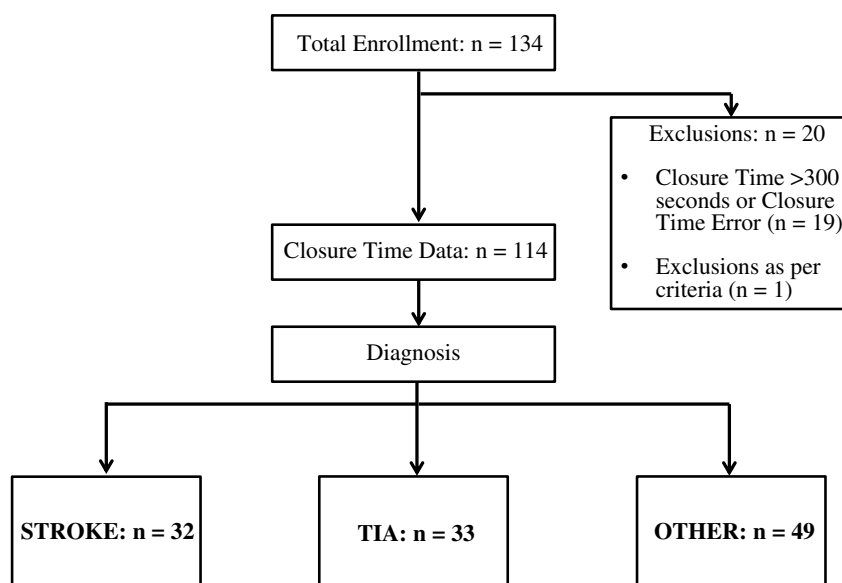 Total Enrollment: n = 134
Exclusions: n = 20
• Closure Time >300
seconds or Closure
Time Error (n = 19)
• Exclusions as per
criteria (n = 1)
Closure Time Data: n = 114
Diagnosis
STROKE: n = 32
TIA: n = 33
OTHER: n = 49